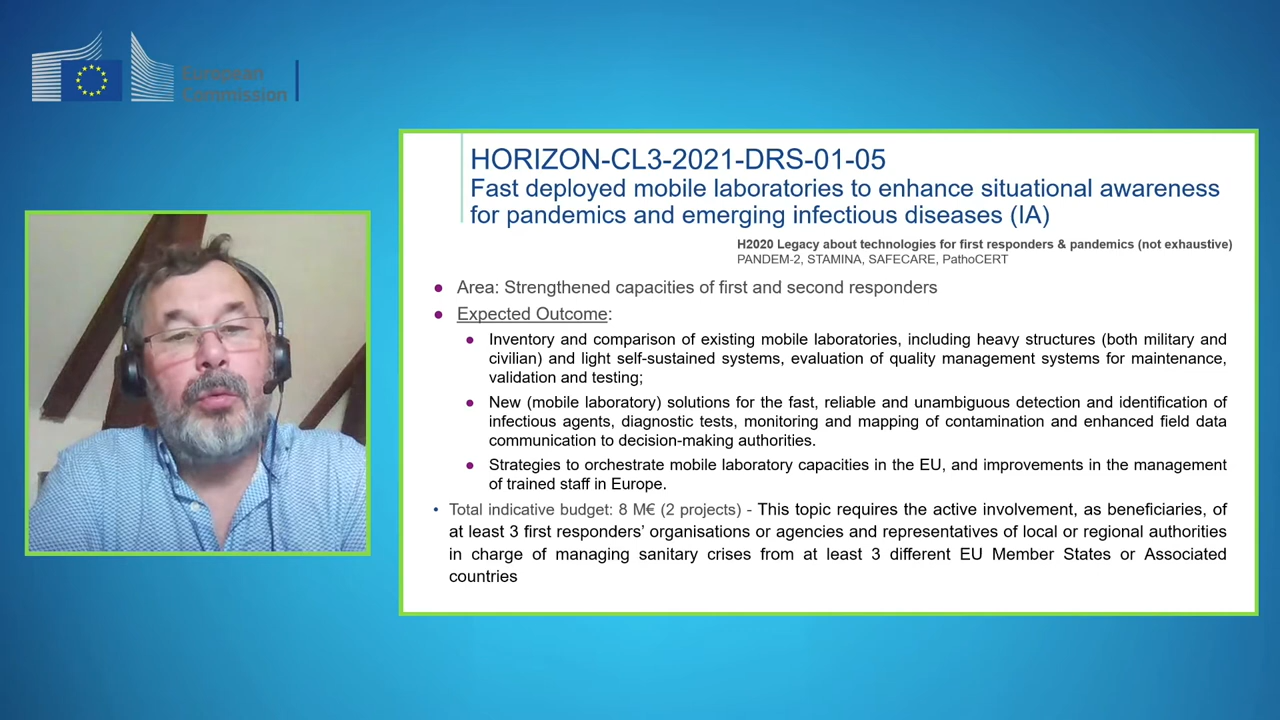 European
Commission
HORIZON-CL3-2021-DRS-01-05
Fast deployed mobile laboratories to enhance situational awareness
for pandemics and emerging infectious diseases (IA)
H2020 Legacy about technologies for first responders & pandemics (not exhaustive)
PANDEM-2, STAMINA, SAFECARE, PathoCERT
● Area: Strengthened capacities of first and second responders
● Expected Outcome:
● Inventory and comparison of existing mobile laboratories, including heavy structures (both military and
civilian) and light self-sustained systems, evaluation of quality management systems for maintenance,
validation and testing;
● New (mobile laboratory) solutions for the fast, reliable and unambiguous detection and identification of
infectious agents, diagnostic tests, monitoring and mapping of contamination and enhanced field data
communication to decision-making authorities.
● Strategies to orchestrate mobile laboratory capacities in the EU, and improvements in the management
of trained staff in Europe.
• Total indicative budget: 8 M€ (2 projects) - This topic requires the active involvement, as beneficiaries, of
at least 3 first responders’ organisations or agencies and representatives of local or regional authorities
in charge of managing sanitary crises from at least 3 different EU Member States or Associated
countries